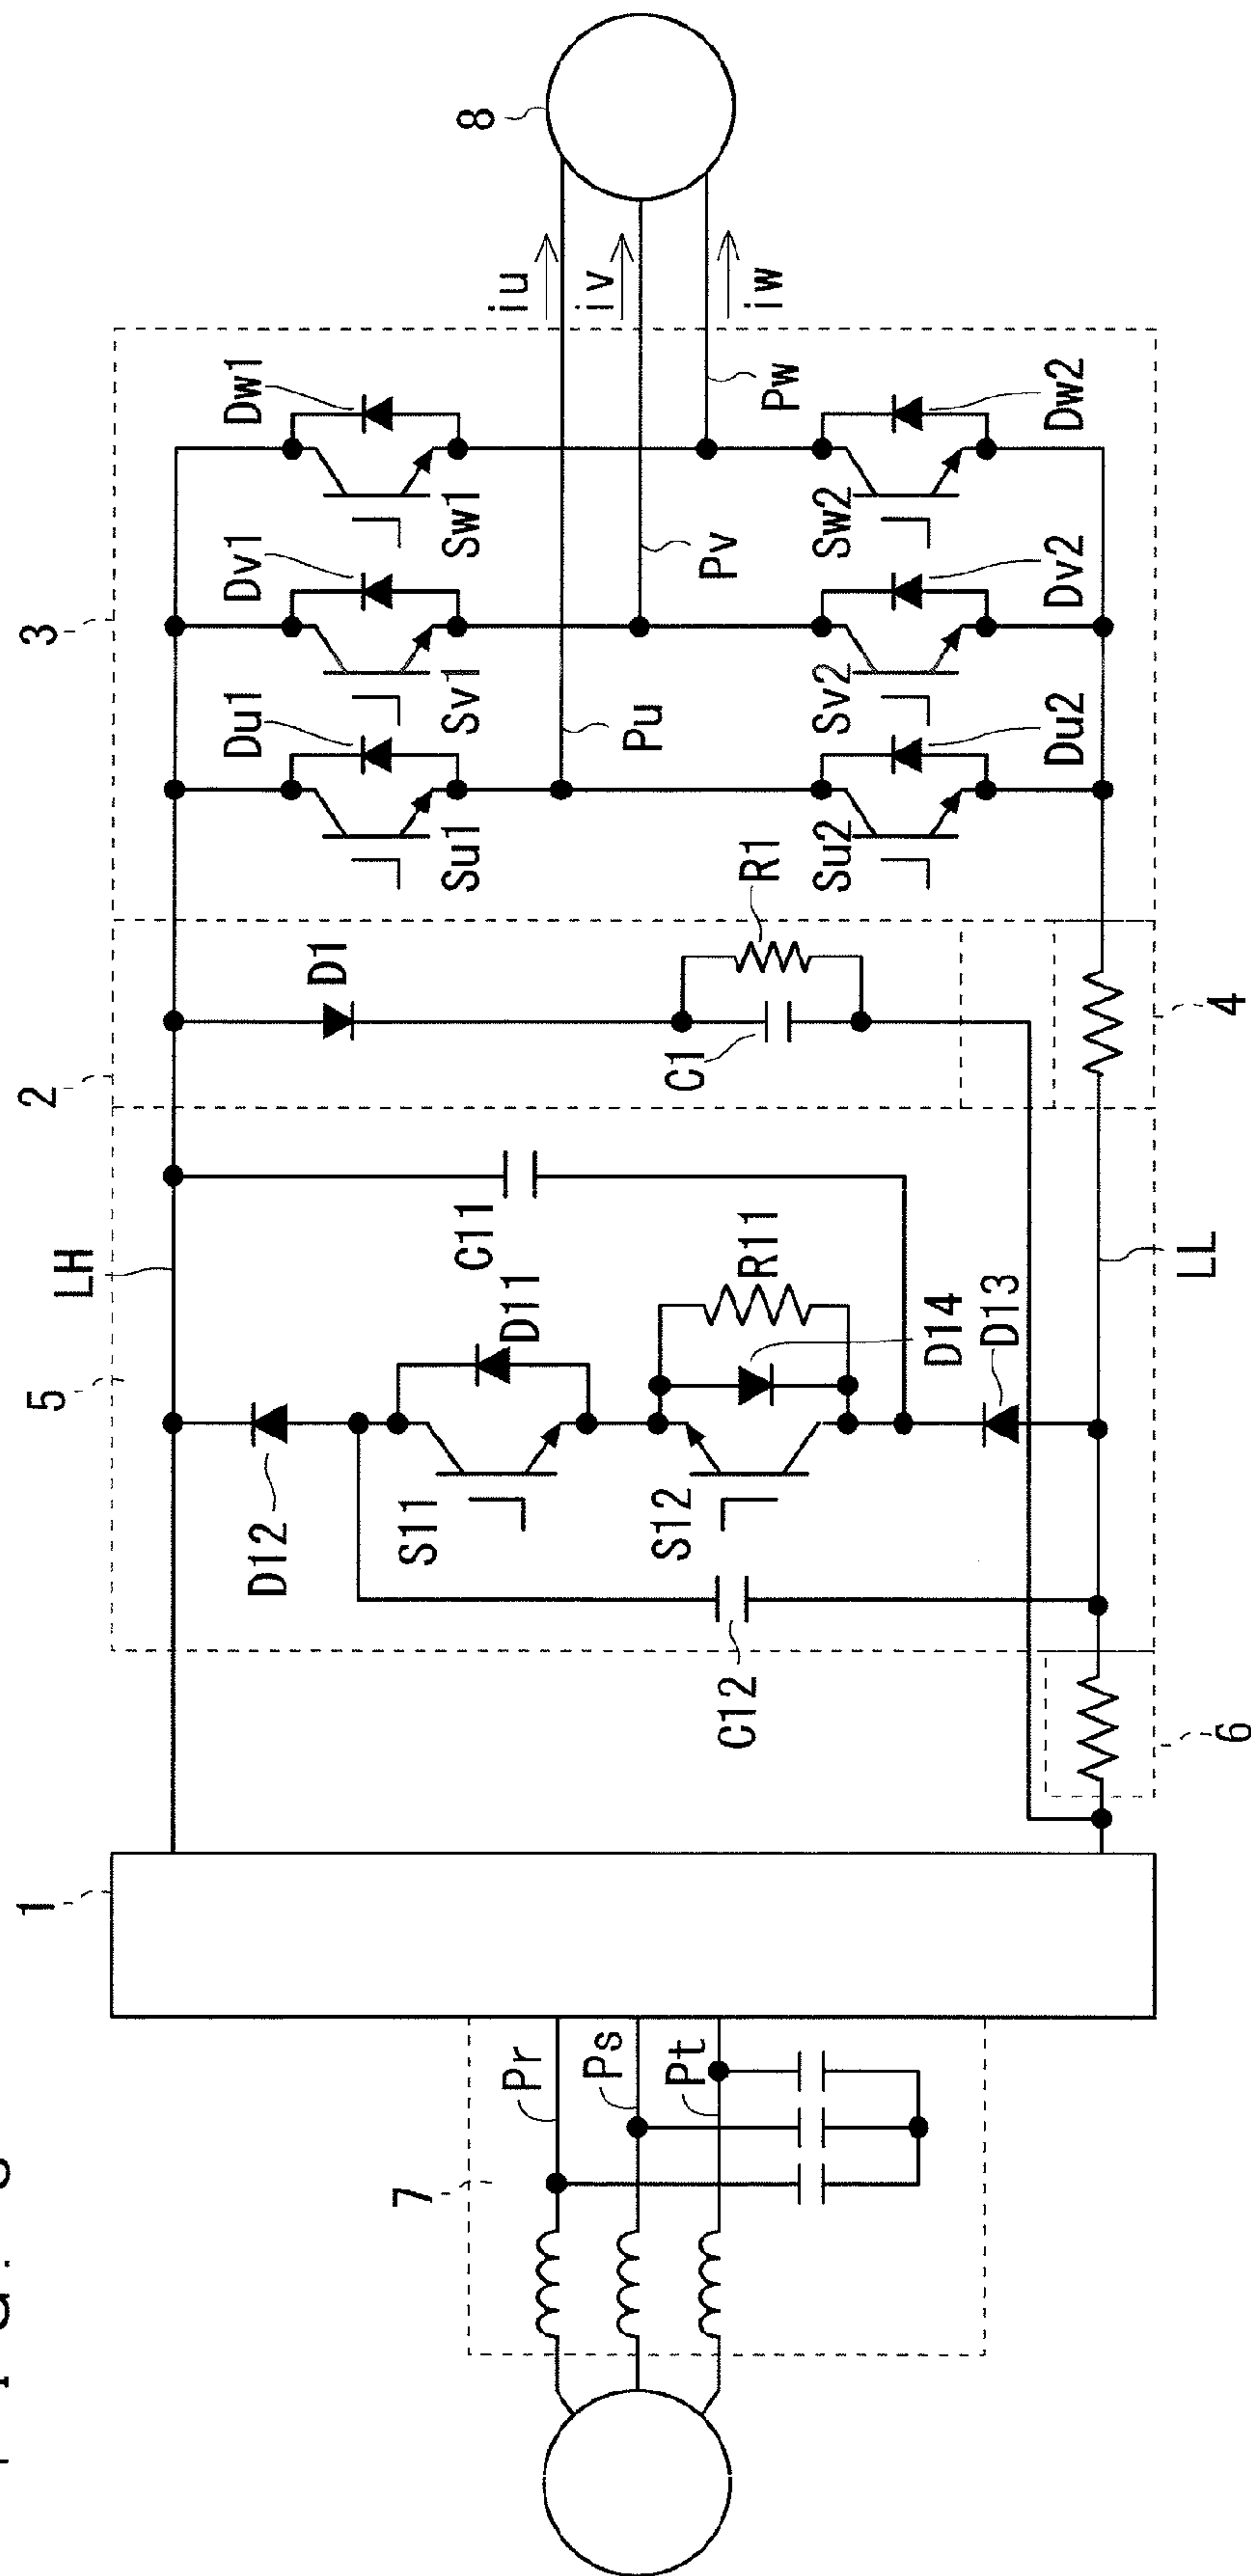 1
5
2
3
LH
D12
Du1
Dv1
Dw1
D1
7
S11
Su1
Sv1
Sw1
C11
8
Pr
D11
iu
Ps
iv
Pu
S12
Pt
C1
Pv
C12
R11
R1
iw
Pw
Su2
Sv2
Sw2
D14
D13
Du2
Dv2
Dw2
LL
6
4